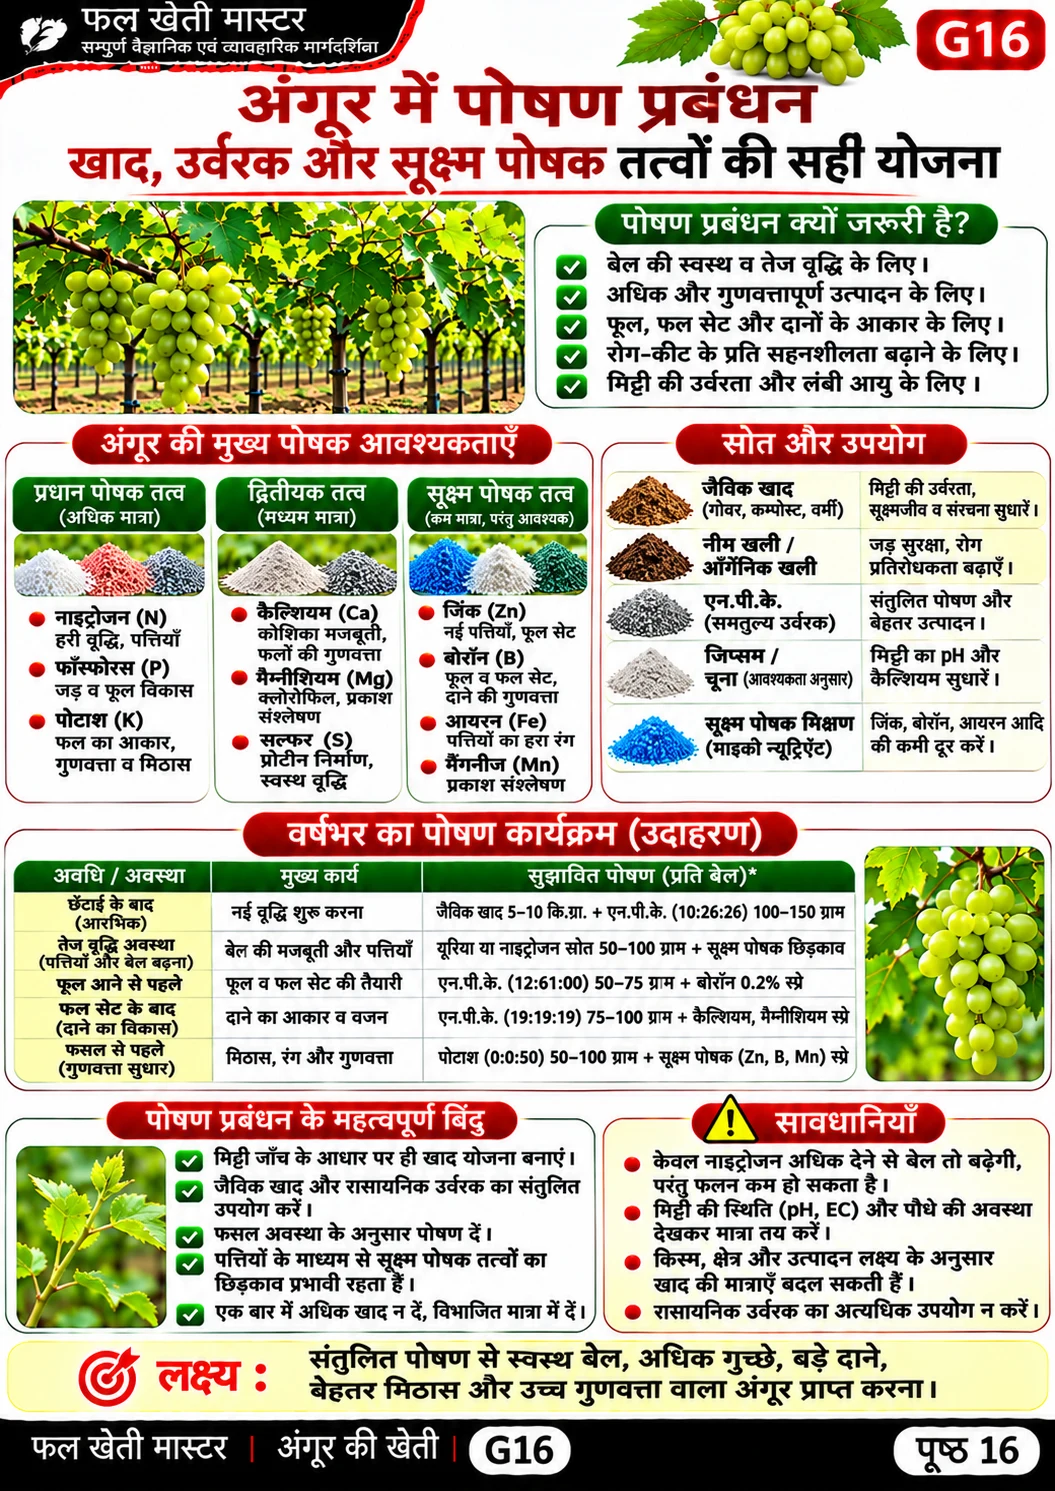 फल खेती मास्टर
सम्पुर्ण वैज्ञानिक एवं व्यावहारिक मार्गदर्शिबा
G16
अंगूर में पोषण प्रबंधन
खाद, उर्वरक और सूक्ष्म पोषक तत्वों की सही योजना
पोषण प्रबंधन क्यों जरूरी है?
बेल की स्वस्थ व तेज वृद्धि के लिए।
अधिक और गुणवत्तापूर्ण उत्पादन के लिए।
फूल, फल सेट और दानों के आकार के लिए।
रोग-कीट के प्रति सहनशीलता बढ़ाने के लिए।
मिट्टी की उर्वरता और लंबी आयु के लिए।
अंगूर की मुख्य पोषक आवश्यकताएँ
प्रधान पोषक तत्व
(अधिक मात्रा)
नाइट्रोजन (N)
हरी वृद्धि, पत्तियाँ
फॉस्फोरस (P)
जड़ व फूल विकास
पोटाश (K)
फल का आकार,
गुणवत्ता व मिठास
द्वितीयक तत्व
(मध्यम मात्रा)
कैल्शियम (Ca)
कोशिका मजबूती,
फलों की गुणवत्ता
मैग्नीशियम (Mg)
क्लोरोफिल, प्रकाश
संश्लेषण
सल्फर (S)
प्रोटीन निर्माण,
स्वस्थ वृद्धि
सूक्ष्म पोषक तत्व
(कम मात्रा, परंतु आवश्यक)
जिंक (Zn)
नई पत्तियाँ, फूल सेट
बोरॉन (B)
फूल व फल सेट,
दाने की गुणवत्ता
आयरन (Fe)
पत्तियों का हरा रंग
मैंगनीज (Mn)
प्रकाश संश्लेषण
सोत और उपयोग
जैविक खाद
(गोवर, कम्पोस्ट, वर्मी)
मिट्टी की उर्वरता,
सूक्ष्मजीव व संरचना सुधारें।
नीम खली /
ऑर्गेनिक खली
जड़ सुरक्षा, रोग
प्रतिरोधकता बढ़ाएँ।
एन.पी.के.
(समतुल्य उर्वरक)
संतुलित पोषण और
बेहतर उत्पादन।
जिप्सम /
चूना (आवश्यकता अनुसार)
मिट्टी का pH और
कैल्शियम सुधारें।
सूक्ष्म पोषक मिक्षण
(माइको न्यूट्रिएंट)
जिंक, बोरॉन, आयरन आदि
की कमी दूर करें।
वर्षभर का पोषण कार्यक्रम (उदाहरण)
अवधि / अवस्था	मुख्य कार्य	सुझावित पोषण (प्रति बेल)*
छँटाई के बाद
(आरभिक)
नई वृद्धि शुरू करना
जैविक खाद 5–10 कि.ग्रा. + एन.पी.के. (10:26:26) 100–150 ग्राम
तेज वृद्धि अवस्था
(पत्तियाँ और बेल बढ़ना)
बेल की मजबूती और पत्तियाँ
यूरिया या नाइट्रोजन स्रोत 50–100 ग्राम + सूक्ष्म पोषक छिड़काव
फूल आने से पहले
फूल व फल सेट की तैयारी
एन.पी.के. (12:61:00) 50–75 ग्राम + बोरॉन 0.2% स्प्रे
फल सेट के बाद
(दाने का विकास)
दाने का आकार व वजन
एन.पी.के. (19:19:19) 75–100 ग्राम + कैल्शियम, मैग्नीशियम स्प्रे
फसल से पहले
(गुणवत्ता सुधार)
मिठास, रंग और गुणवत्ता
पोटाश (0:0:50) 50–100 ग्राम + सूक्ष्म पोषक (Zn, B, Mn) स्प्रे
पोषण प्रबंधन के महत्वपूर्ण बिंदु
मिट्टी जाँच के आधार पर ही खाद योजना बनाएं।
जैविक खाद और रासायनिक उर्वरक का संतुलित
उपयोग करें।
फसल अवस्था के अनुसार पोषण दें।
पत्तियों के माध्यम से सूक्ष्म पोषक तत्वों का
छिड़काव प्रभावी रहता हैं।
एक बार में अधिक खाद न दें, विभाजित मात्रा में दें।
सावधानियाँ
केवल नाइट्रोजन अधिक देने से बेल तो बढ़ेगी,
परंतु फलन कम हो सकता है।
मिट्टी की स्थिति (pH, EC) और पौधे की अवस्था
देखकर मात्रा तय करें।
किस्म, क्षेत्र और उत्पादन लक्ष्य के अनुसार
खाद की मात्राएँ बदल सकती हैं।
रासायनिक उर्वरक का अत्यधिक उपयोग न करें।
लक्ष्य :
संतुलित पोषण से स्वस्थ बेल, अधिक गुच्छे, बड़े दाने,
बेहतर मिठास और उच्च गुणवत्ता वाला अंगूर प्राप्त करना।
फल खेती मास्टर | अंगूर की खेती | G16
पृष्ठ 16